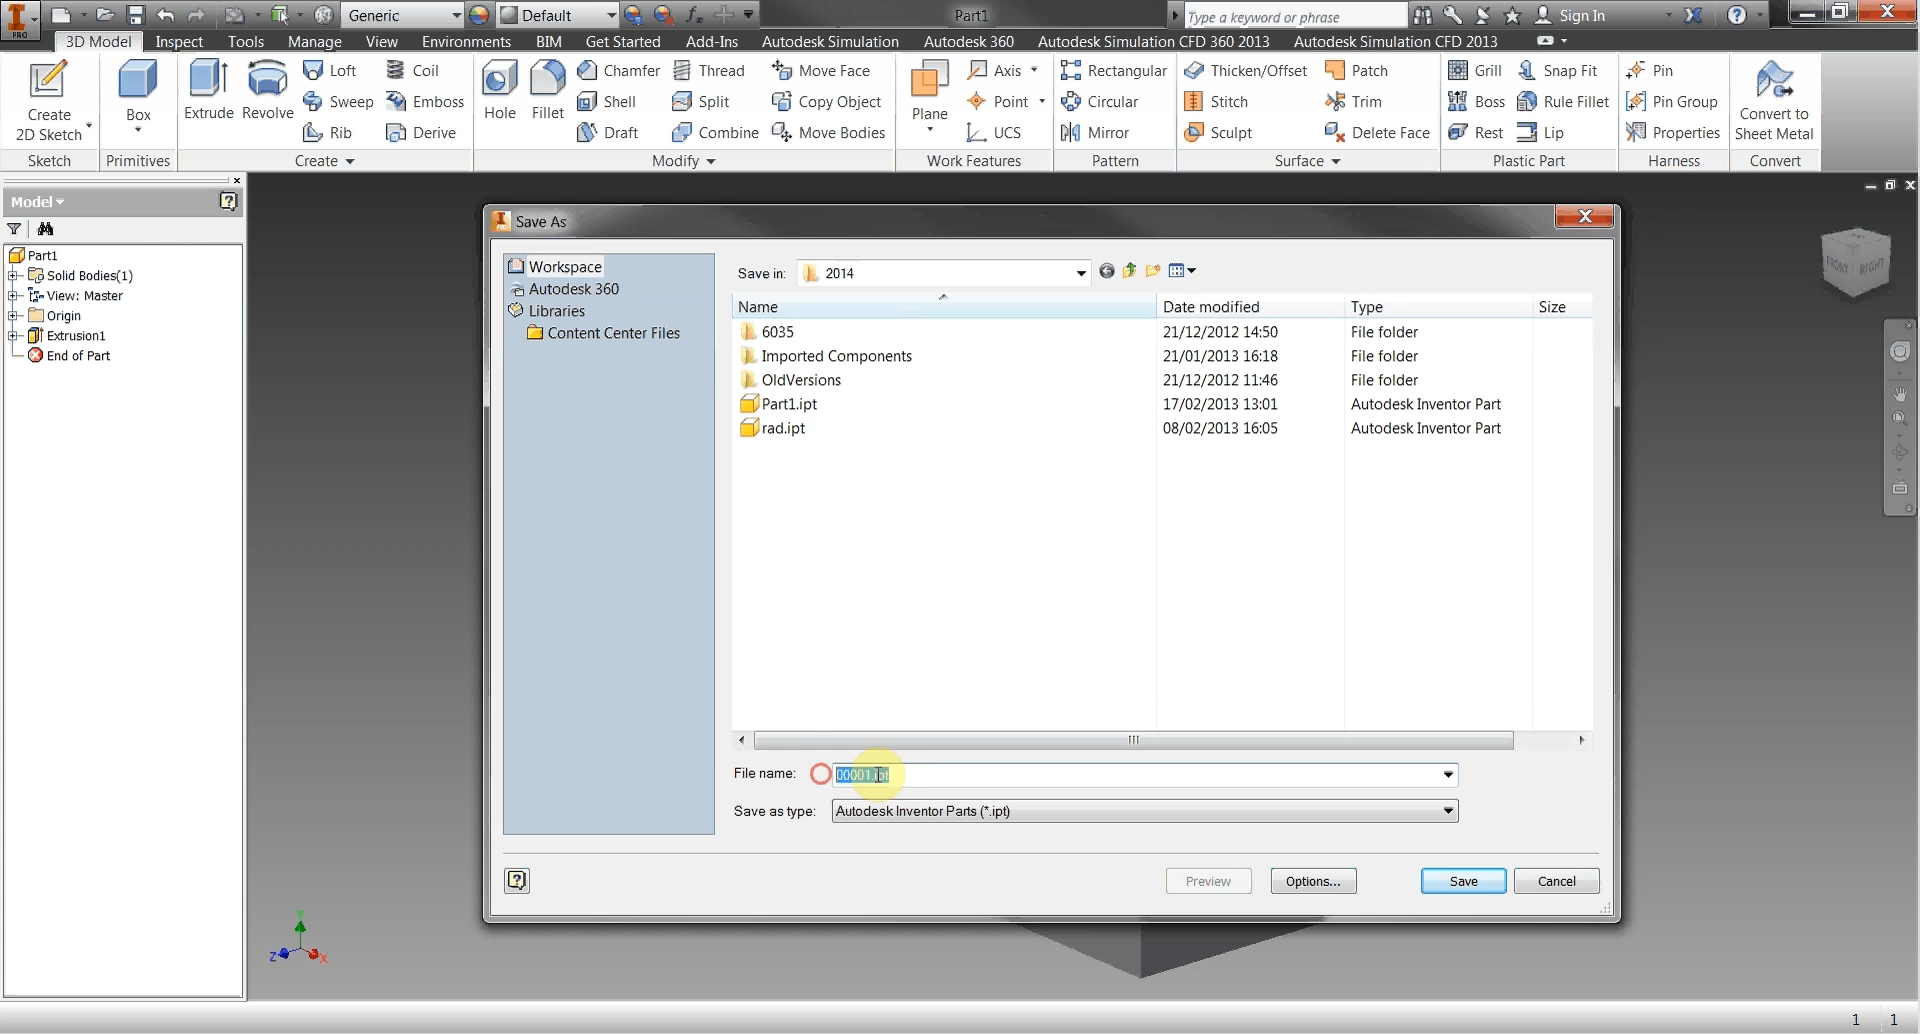 PRO
Generic
Default
Part1
Type a keyword or phrase
Sign In
3D Model Inspect Tools Manage View Environments BIM Get Started Add-Ins Autodesk Simulation Autodesk 360 Autodesk Simulation CFD 360 2013 Autodesk Simulation CFD 2013
Create
2D Sketch
Sketch
Box
Primitives
Extrude
Revolve
Loft
Sweep
Rib
Coil
Emboss
Derive
Create
Hole
Fillet
Chamfer
Shell
Draft
Thread
Split
Combine
Move Face
Copy Object
Move Bodies
Modify
Plane
Axis
Point
UCS
Work Features
Rectangular
Circular
Mirror
Pattern
Thicken/Offset
Stitch
Sculpt
Patch
Trim
Delete Face
Surface
Grill
Boss
Rest
Snap Fit
Rule Fillet
Lip
Plastic Part
Pin
Pin Group
Properties
Harness
Convert to
Sheet Metal
Convert
Model
Part1
Solid Bodies(1)
View: Master
Origin
Extrusion1
End of Part
Save As
Workspace
Autodesk 360
Libraries
Content Center Files
Save in: 2014
Name Date modified Type Size
6035 21/12/2012 14:50 File folder
Imported Components 21/01/2013 16:18 File folder
OldVersions 21/12/2012 11:46 File folder
Part1.ipt 17/02/2013 13:01 Autodesk Inventor Part
rad.ipt 08/02/2013 16:05 Autodesk Inventor Part
File name: 00001.ipt
Save as type: Autodesk Inventor Parts (*.ipt)
Preview Options... Save Cancel
FRONT RIGHT
Y
Z
X
1 1